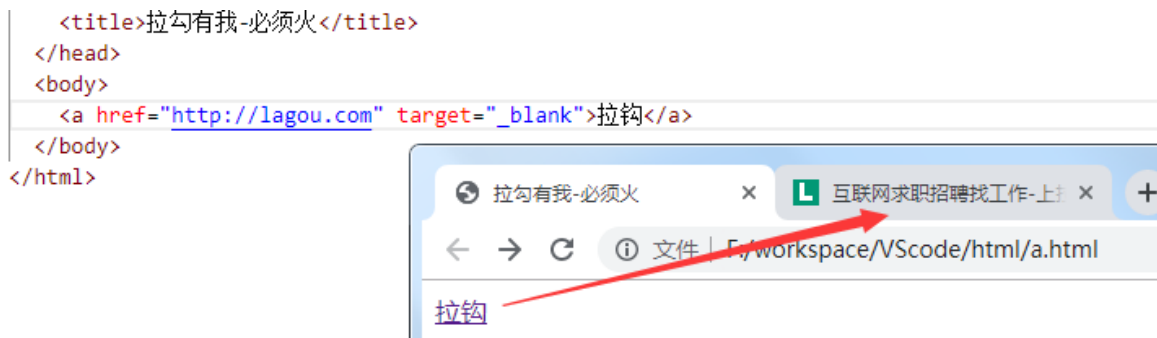 <title>拉勾有我-必须火</title>
</head>
<body>
<a href="http://lagou.com" target="_blank">拉钩</a>
</body>
</html>
拉勾有我-必须火 × L 互联网求职招聘找工作-上 × +
文件 F:/workspace/VScode/html/a.html
拉钩